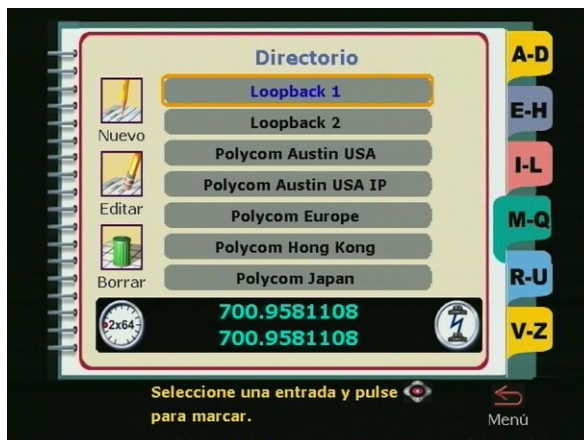 Directorio
Nuevo
Editar
Borrar
Loopback 1
Loopback 2
Polycom Austin USA
Polycom Austin USA IP
Polycom Europe
Polycom Hong Kong
Polycom Japan
A-D
E-H
I-L
M-Q
R-U
V-Z
2x64
700.9581108
700.9581108
Seleccione una entrada y pulse
para marcar.
Menú